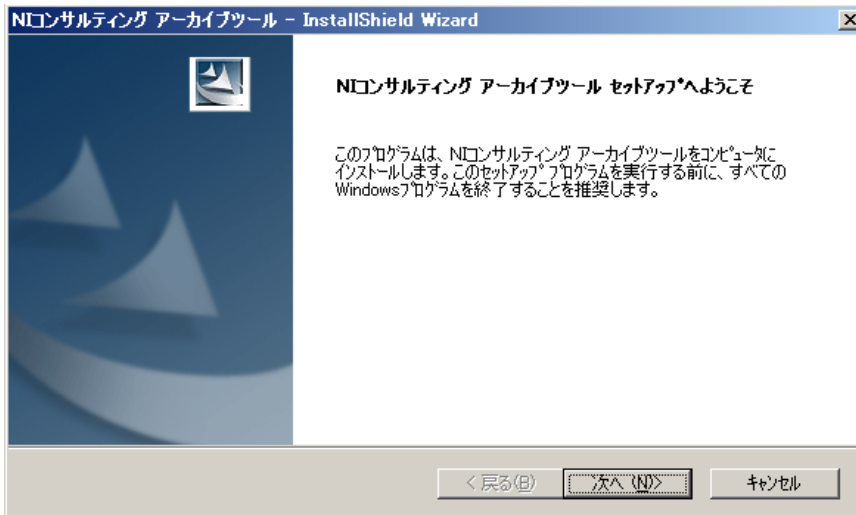 NIコンサルティング アーカイブツール - InstallShield Wizard
NIコンサルティング アーカイブツール ｾｯﾄｱｯﾌﾟへようこそ
このﾌﾟﾛｸﾞﾗﾑは、NIコンサルティング アーカイブツールをｺﾝﾋﾟｭｰﾀに
ｲﾝｽﾄｰﾙします。このｾｯﾄｱｯﾌﾟ ﾌﾟﾛｸﾞﾗﾑを実行する前に、すべての
Windowsﾌﾟﾛｸﾞﾗﾑを終了することを推奨します。
< 戻る(B)
次へ (N)>
ｷｬﾝｾﾙ